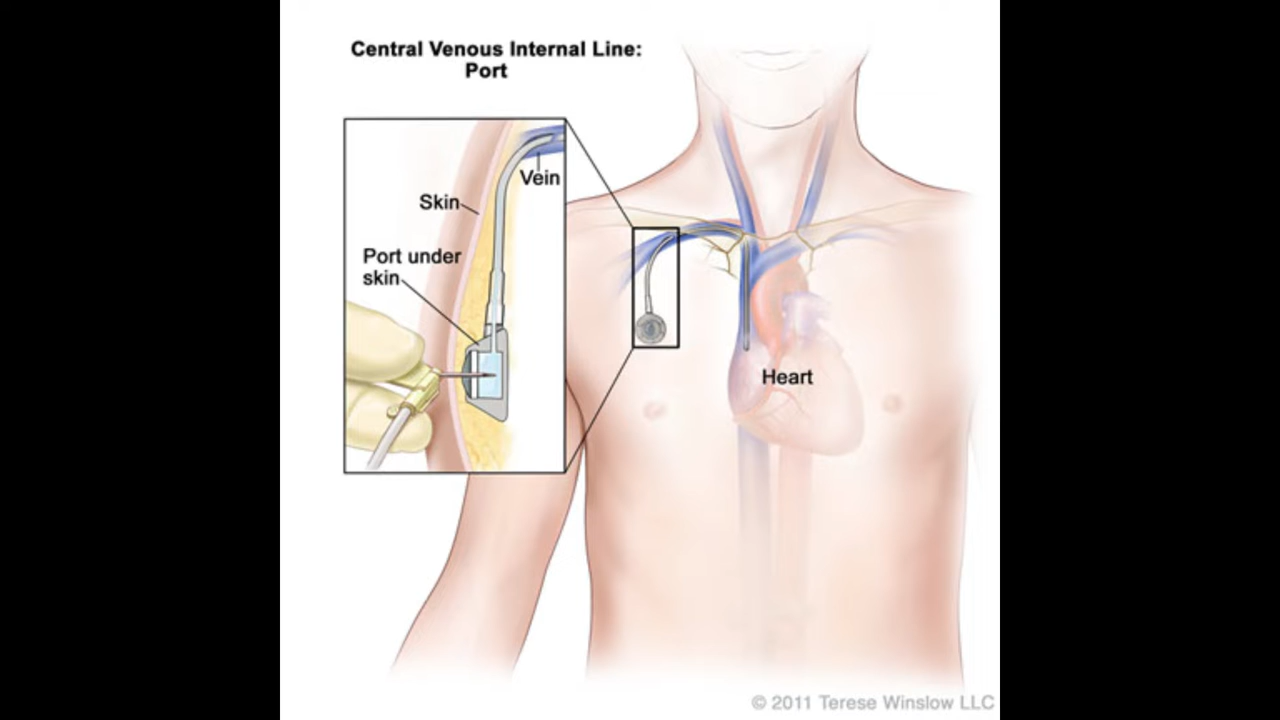 Central Venous Internal Line:
Port
Vein
Skin
Port under
skin
Heart
© 2011 Terese Winslow LLC